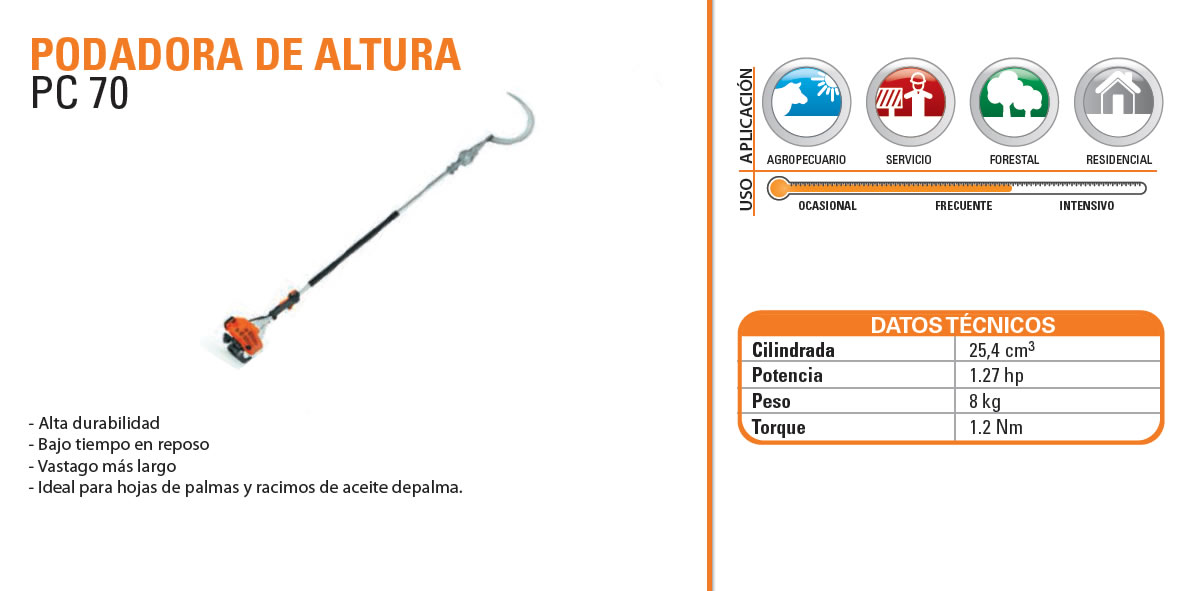 PODADORA DE ALTURA
PC 70
- Alta durabilidad
- Bajo tiempo en reposo
- Vastago más largo
- Ideal para hojas de palmas y racimos de aceite depalma.
APLICACIÓN
AGROPECUARIO SERVICIO FORESTAL RESIDENCIAL
USO
OCASIONAL FRECUENTE INTENSIVO
DATOS TÉCNICOS
Cilindrada 25,4 cm³
Potencia 1.27 hp
Peso 8 kg
Torque 1.2 Nm